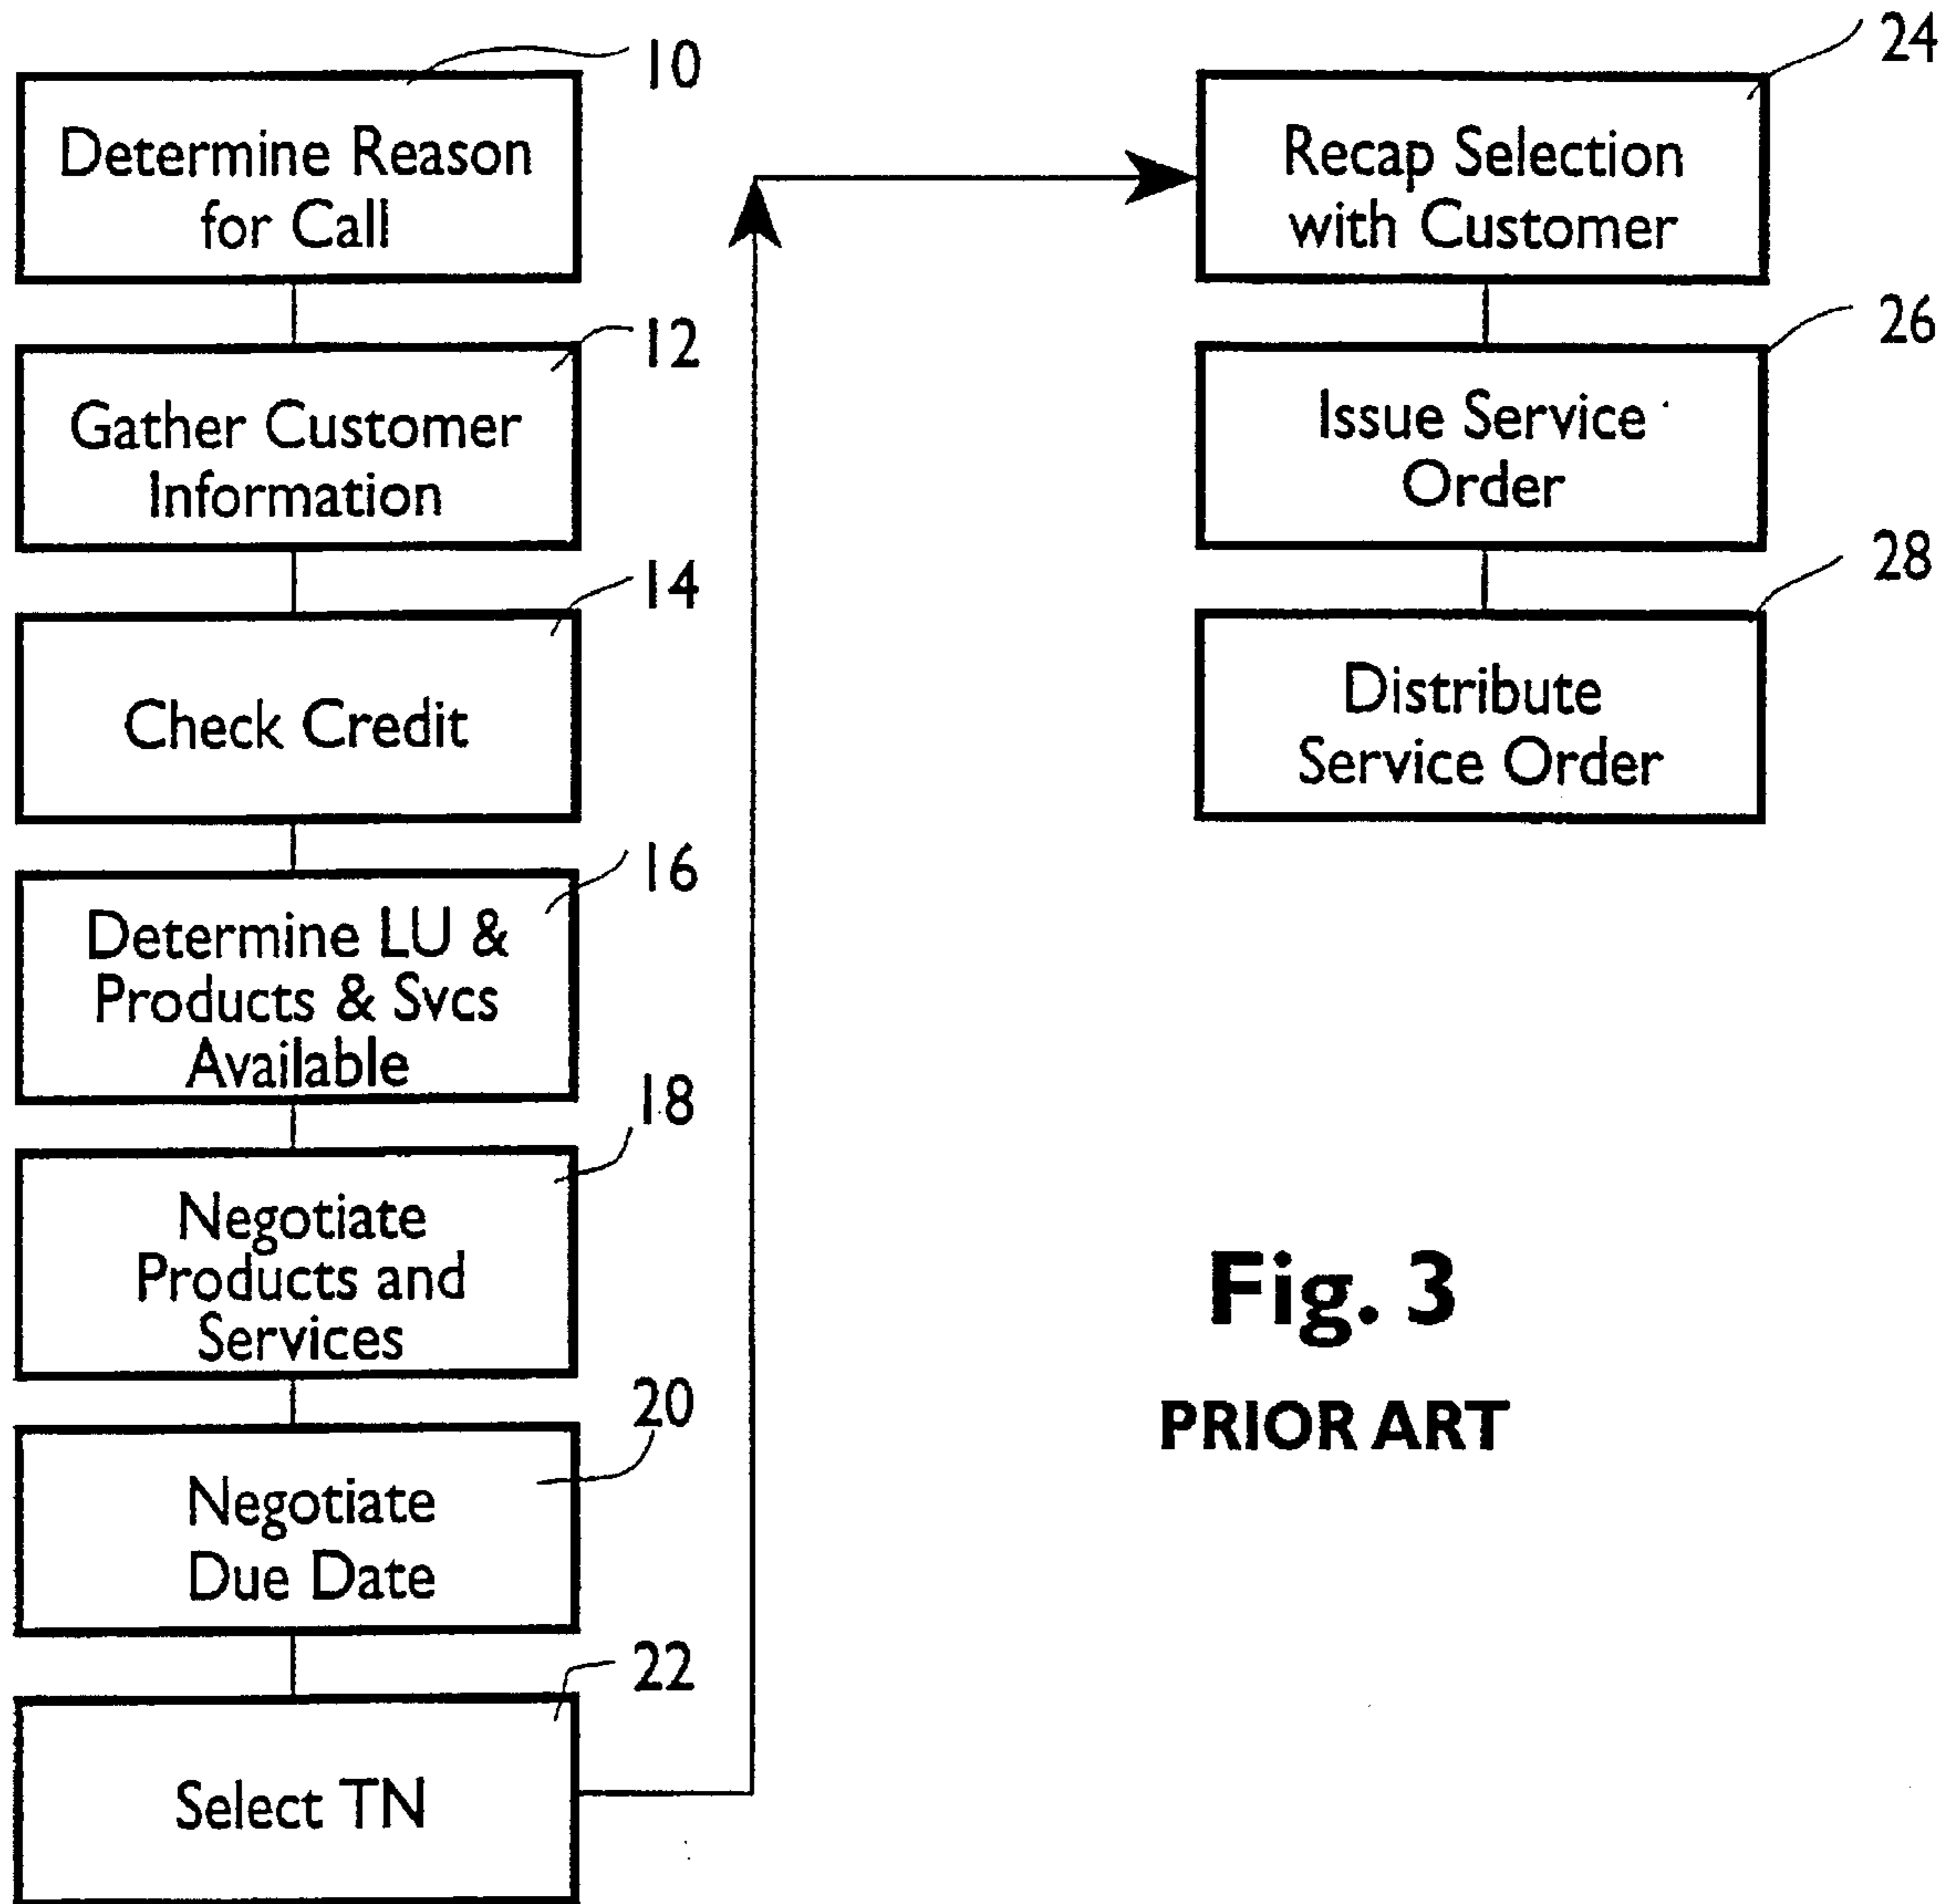 10
Determine Reason
for Call
12
Gather Customer
Information
14
Check Credit
16
Determine LU &
Products & Svcs
Available
18
Negotiate
Products and
Services
20
Negotiate
Due Date
22
Select TN
24
Recap Selection
with Customer
26
Issue Service
Order
28
Distribute
Service Order
Fig. 3
PRIOR ART